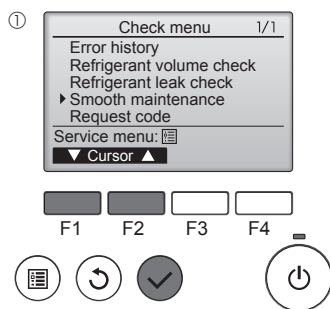 ①
Check menu 1/1
Error history
Refrigerant volume check
Refrigerant leak check
Smooth maintenance
Request code
Service menu:
▼ Cursor ▲
F1 F2 F3 F4